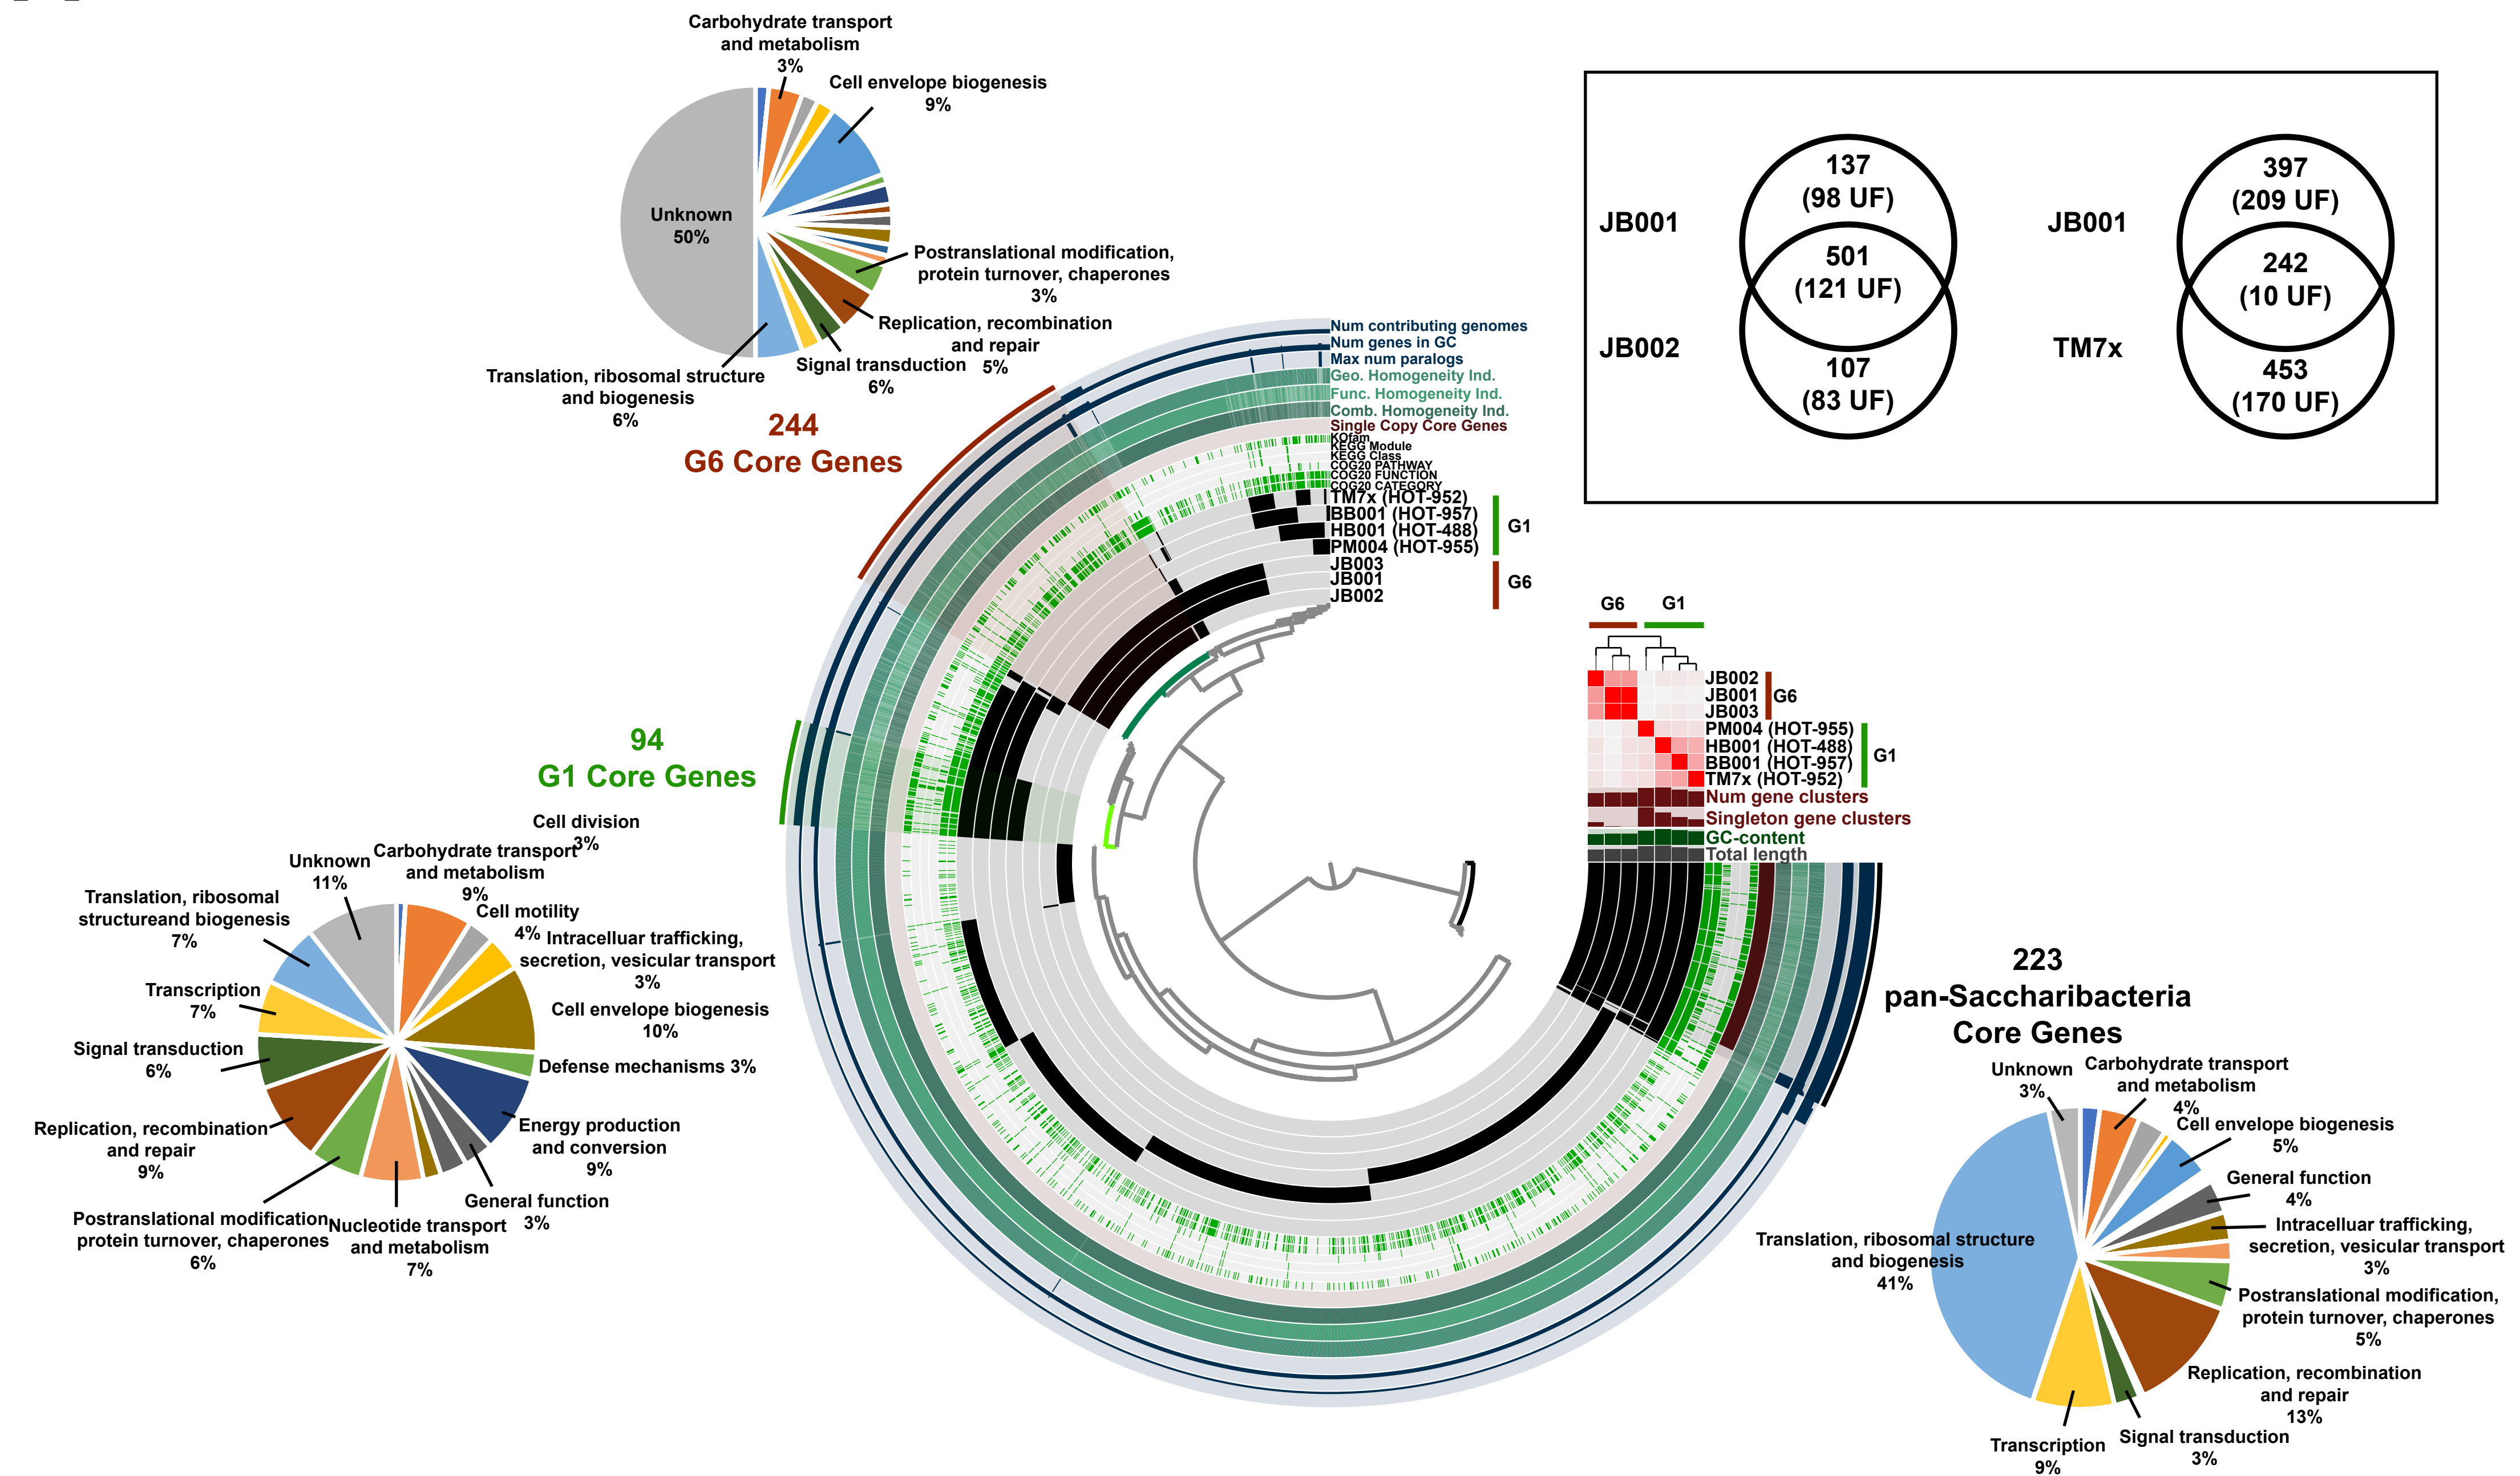 Carbohydrate transport
and metabolism
3%
Cell envelope biogenesis
9%
Unknown
50%
Postranslational modification,
protein turnover, chaperones
3%
Replication, recombination
and repair
5%
Signal transduction
6%
Translation, ribosomal structure
and biogenesis
6%
244
G6 Core Genes
137
(98 UF)
501
(121 UF)
107
(83 UF)
JB001
JB002
397
(209 UF)
242
(10 UF)
453
(170 UF)
JB001
TM7x
Num contributing genomes
Num genes in GC
Max num paralogs
Geo. Homogeneity Ind.
Func. Homogeneity Ind.
Comb. Homogeneity Ind.
Single Copy Core Genes
KOfam
KEGG Module
KEGG Class
COG20 PATHWAY
COG20 FUNCTION
COG20 CATEGORY
TM7x (HOT-952)
BB001 (HOT-957)
HB001 (HOT-488)
PM004 (HOT-955)
G1
JB003
JB001
JB002
G6
G6
G1
JB002
JB001
JB003
G6
PM004 (HOT-955)
HB001 (HOT-488)
BB001 (HOT-957)
TM7x (HOT-952)
G1
Num gene clusters
Singleton gene clusters
GC-content
Total length
94
G1 Core Genes
Cell division
3%
Carbohydrate transport
and metabolism
9%
Unknown
11%
Cell motility
4%
Translation, ribosomal
structureand biogenesis
7%
Intracelluar trafficking,
secretion, vesicular transport
3%
Transcription
7%
Cell envelope biogenesis
10%
Signal transduction
6%
Defense mechanisms 3%
Replication, recombination
and repair
9%
Energy production
and conversion
9%
General function
3%
Postranslational modification,
protein turnover, chaperones
6%
Nucleotide transport
and metabolism
7%
223
pan-Saccharibacteria
Core Genes
Unknown
3%
Carbohydrate transport
and metabolism
4%
Cell envelope biogenesis
5%
General function
4%
Intracelluar trafficking,
secretion, vesicular transport
3%
Translation, ribosomal structure
and biogenesis
41%
Postranslational modification,
protein turnover, chaperones
5%
Replication, recombination
and repair
13%
Signal transduction
3%
Transcription
9%